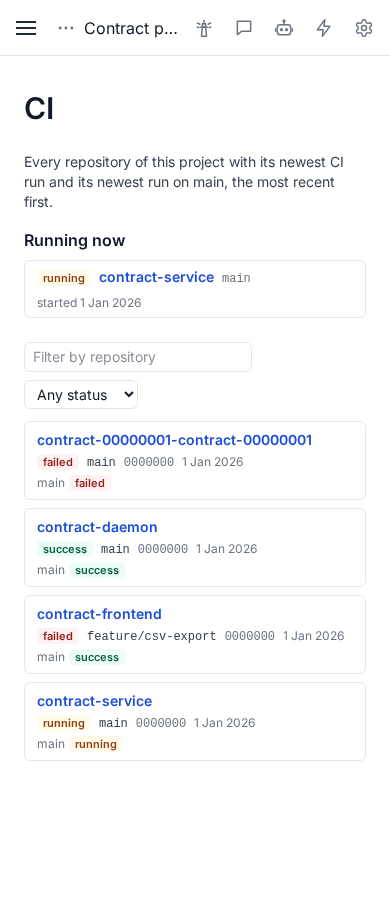 Contract p...
CI
Every repository of this project with its newest CI
run and its newest run on main, the most recent
first.
Running now
running contract-service main
started 1 Jan 2026
Filter by repository
Any status
contract-00000001-contract-00000001
failed main 0000000 1 Jan 2026
main failed
contract-daemon
success main 0000000 1 Jan 2026
main success
contract-frontend
failed feature/csv-export 0000000 1 Jan 2026
main success
contract-service
running main 0000000 1 Jan 2026
main running